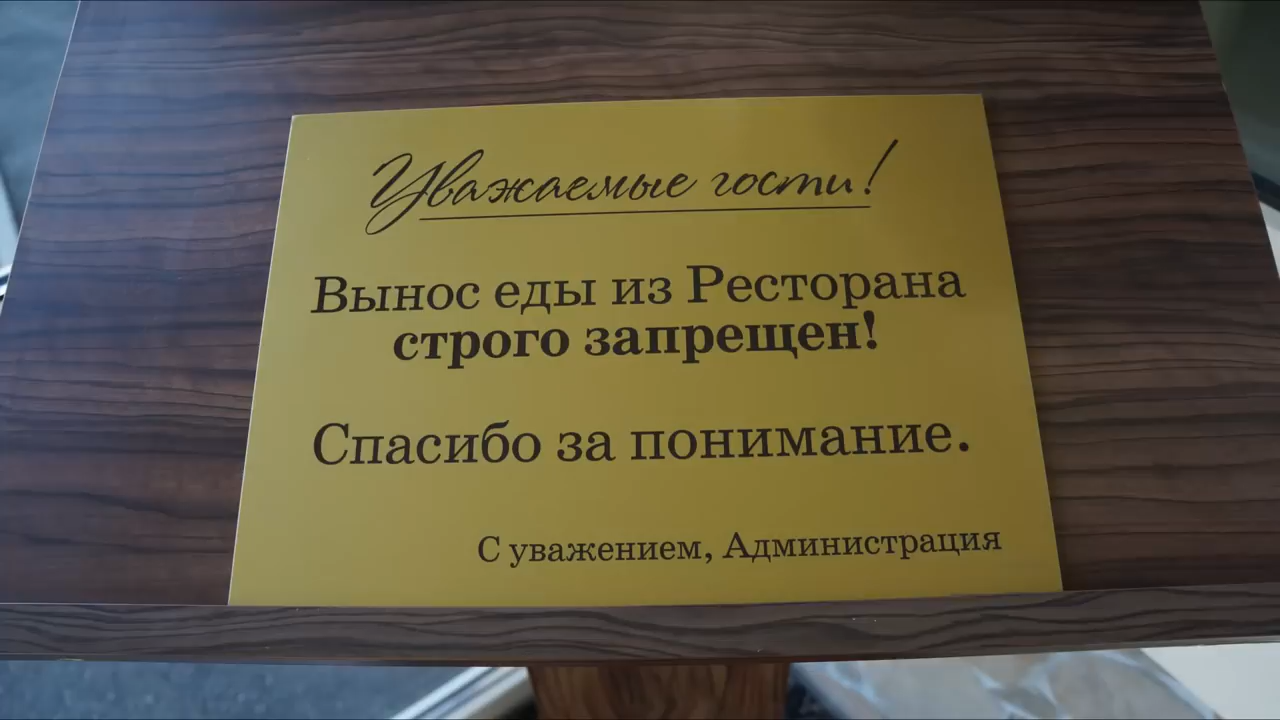 Уважаемые гости!
Вынос еды из Ресторана
строго запрещен!
Спасибо за понимание.
С уважением, Администрация